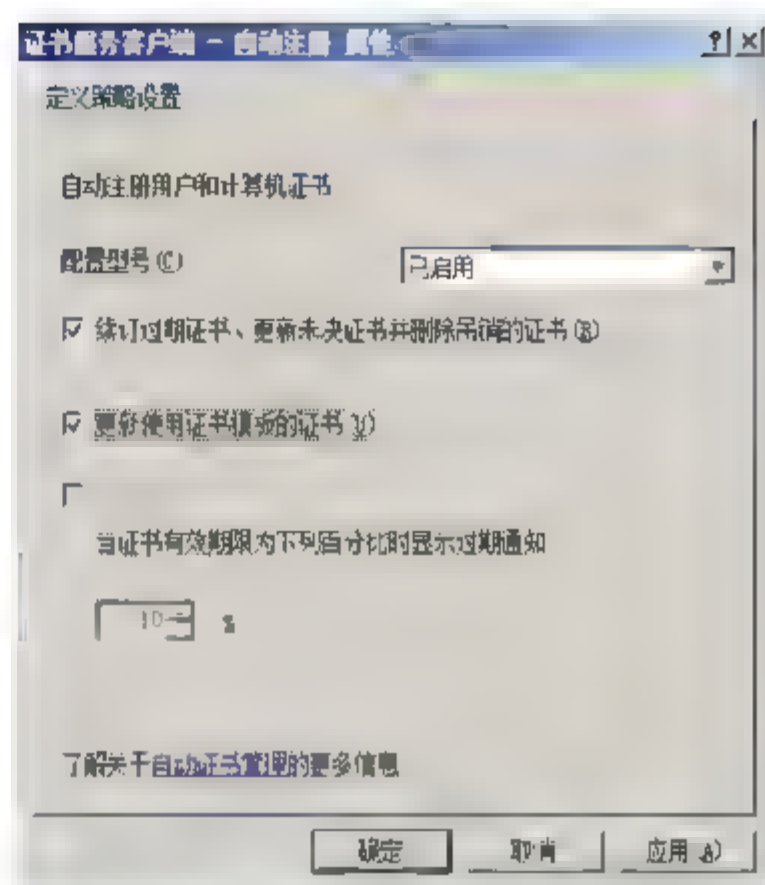 证书服务客户端 - 自动注册 属性
定义策略设置
自动注册用户和计算机证书
配置型号(C)
已启用
续订过期证书、更新未决证书并删除吊销的证书(R)
更新使用证书模板的证书
当证书有效期限为下列百分比时显示过期通知
10 %
了解关于自动证书管理的更多信息
确定
取消
应用(A)